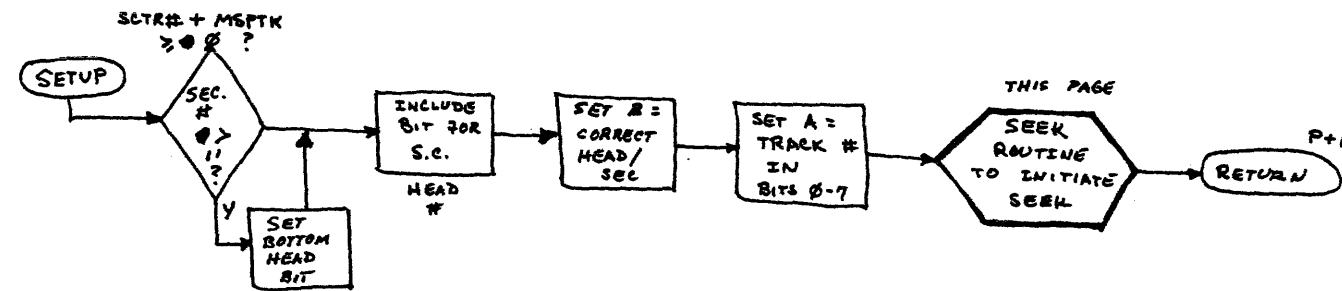 SCTR# + MSPTK
≥ Ø ?
SETUP
SEC.
#
>
11
?
Y
SET
BOTTOM
HEAD
BIT
INCLUDE
BIT FOR
S.C.
HEAD
#
SET B =
CORRECT
HEAD/
SEC
SET A =
TRACK #
IN
BITS Ø-7
THIS PAGE
SEEK
ROUTINE
TO INITIATE
SEEK
RETURN